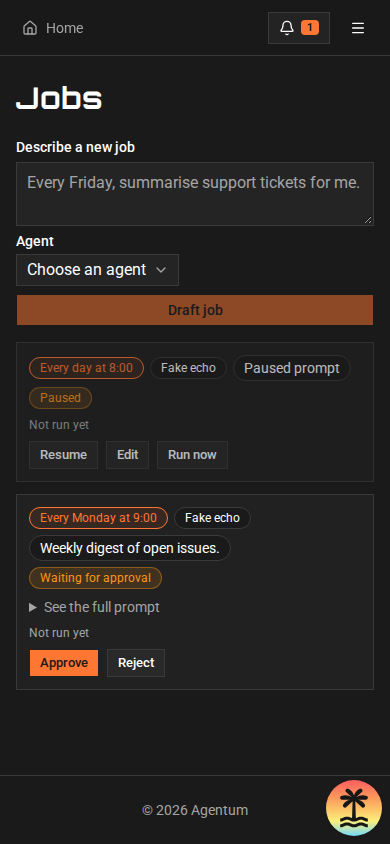 Home
1
Jobs
Describe a new job
Every Friday, summarise support tickets for me.
Agent
Choose an agent
Draft job
Every day at 8:00 Fake echo Paused prompt
Paused
Not run yet
Resume Edit Run now
Every Monday at 9:00 Fake echo
Weekly digest of open issues.
Waiting for approval
See the full prompt
Not run yet
Approve Reject
© 2026 Agentum